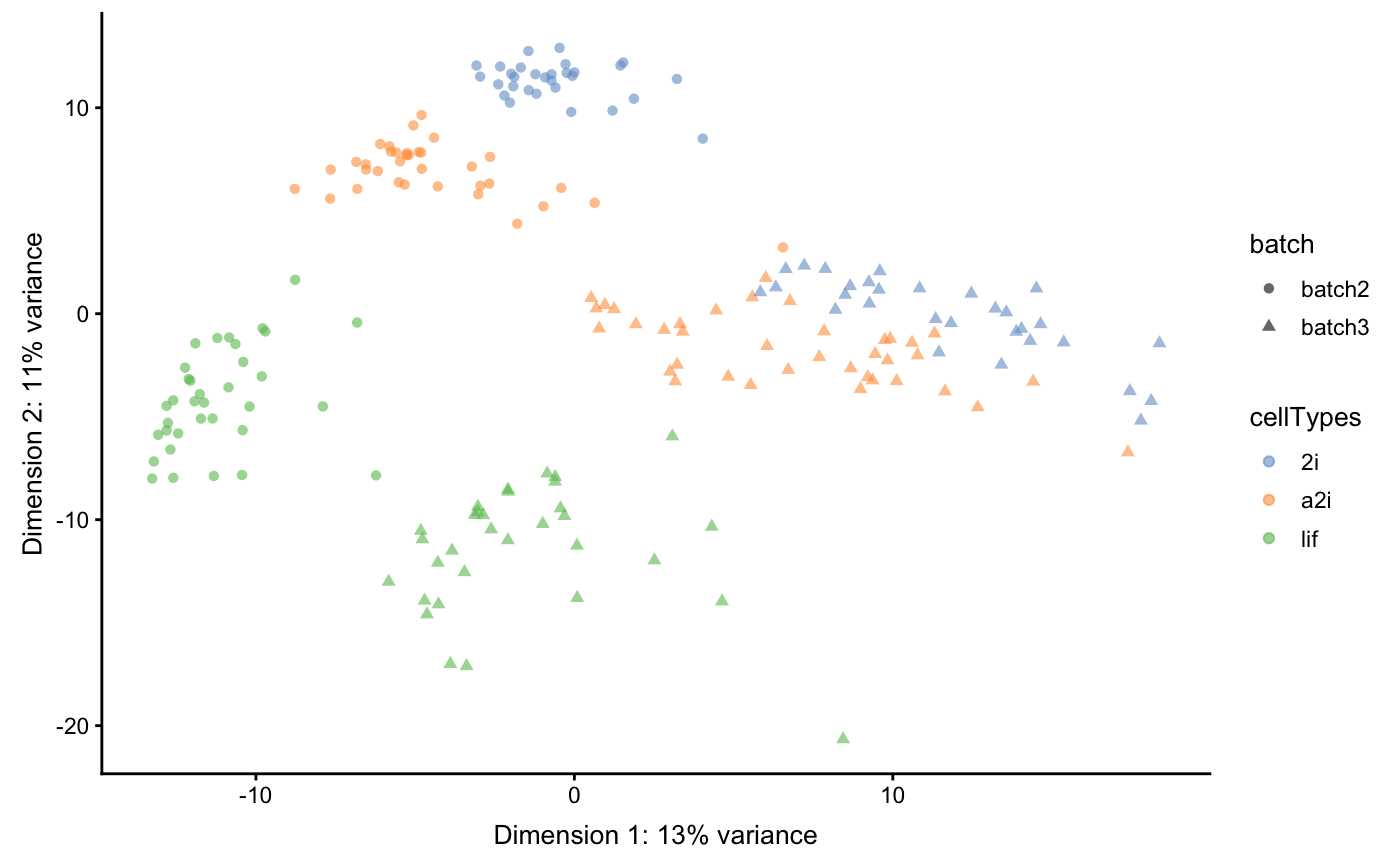 10
0
-10
-20
-10
0
10
Dimension 1: 13% variance
Dimension 2: 11% variance
batch
batch2
batch3
cellTypes
2i
a2i
lif